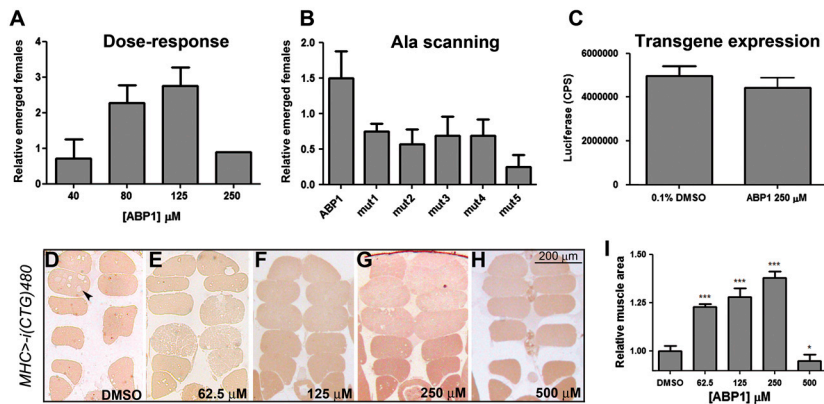 A
Dose-response
Relative emerged females
4
3
2
1
0
40 80 125 250
[ABP1] μM
B
Ala scanning
Relative emerged females
2.0
1.5
1.0
0.5
0.0
ABP1 mut1 mut2 mut3 mut4 mut5
C
Transgene expression
Luciferase (CPS)
6000000
4000000
2000000
0
0.1% DMSO ABP1 250 μM
MHC>-i(CTG)480
D E F G H
200 μm
DMSO 62.5 μM 125 μM 250 μM 500 μM
I
Relative muscle area
1.50
1.25
1.00
*** *** *** *
DMSO 62.5 125 250 500
[ABP1] μM